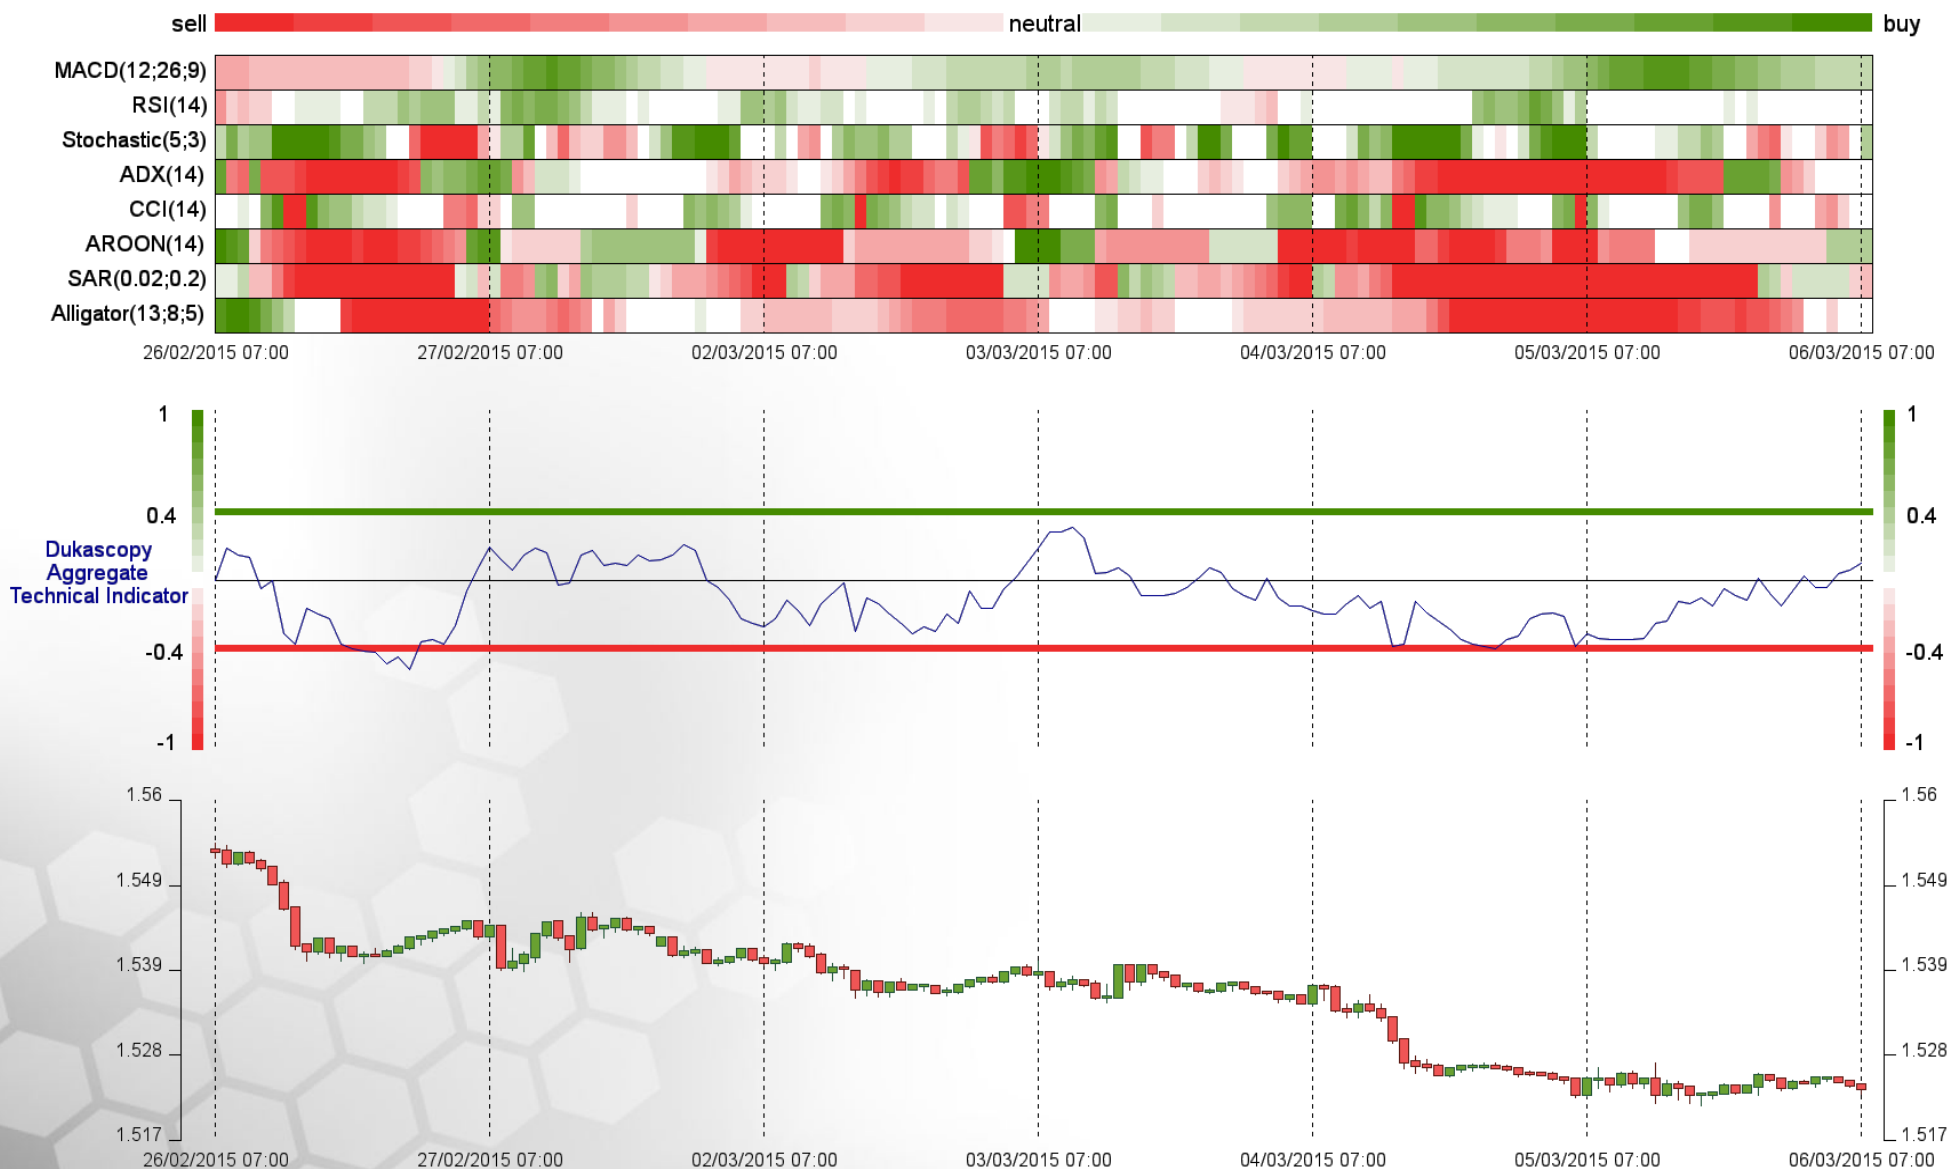 sell neutral buy
MACD(12;26;9)
RSI(14)
Stochastic(5;3)
ADX(14)
CCI(14)
AROON(14)
SAR(0.02;0.2)
Alligator(13;8;5)
26/02/2015 07:00 27/02/2015 07:00 02/03/2015 07:00 03/03/2015 07:00 04/03/2015 07:00 05/03/2015 07:00 06/03/2015 07:00
1 1
0.4 0.4
Dukascopy
Aggregate
Technical Indicator
-0.4 -0.4
-1 -1
1.56 1.56
1.549 1.549
1.539 1.539
1.528 1.528
1.517 1.517
26/02/2015 07:00 27/02/2015 07:00 02/03/2015 07:00 03/03/2015 07:00 04/03/2015 07:00 05/03/2015 07:00 06/03/2015 07:00